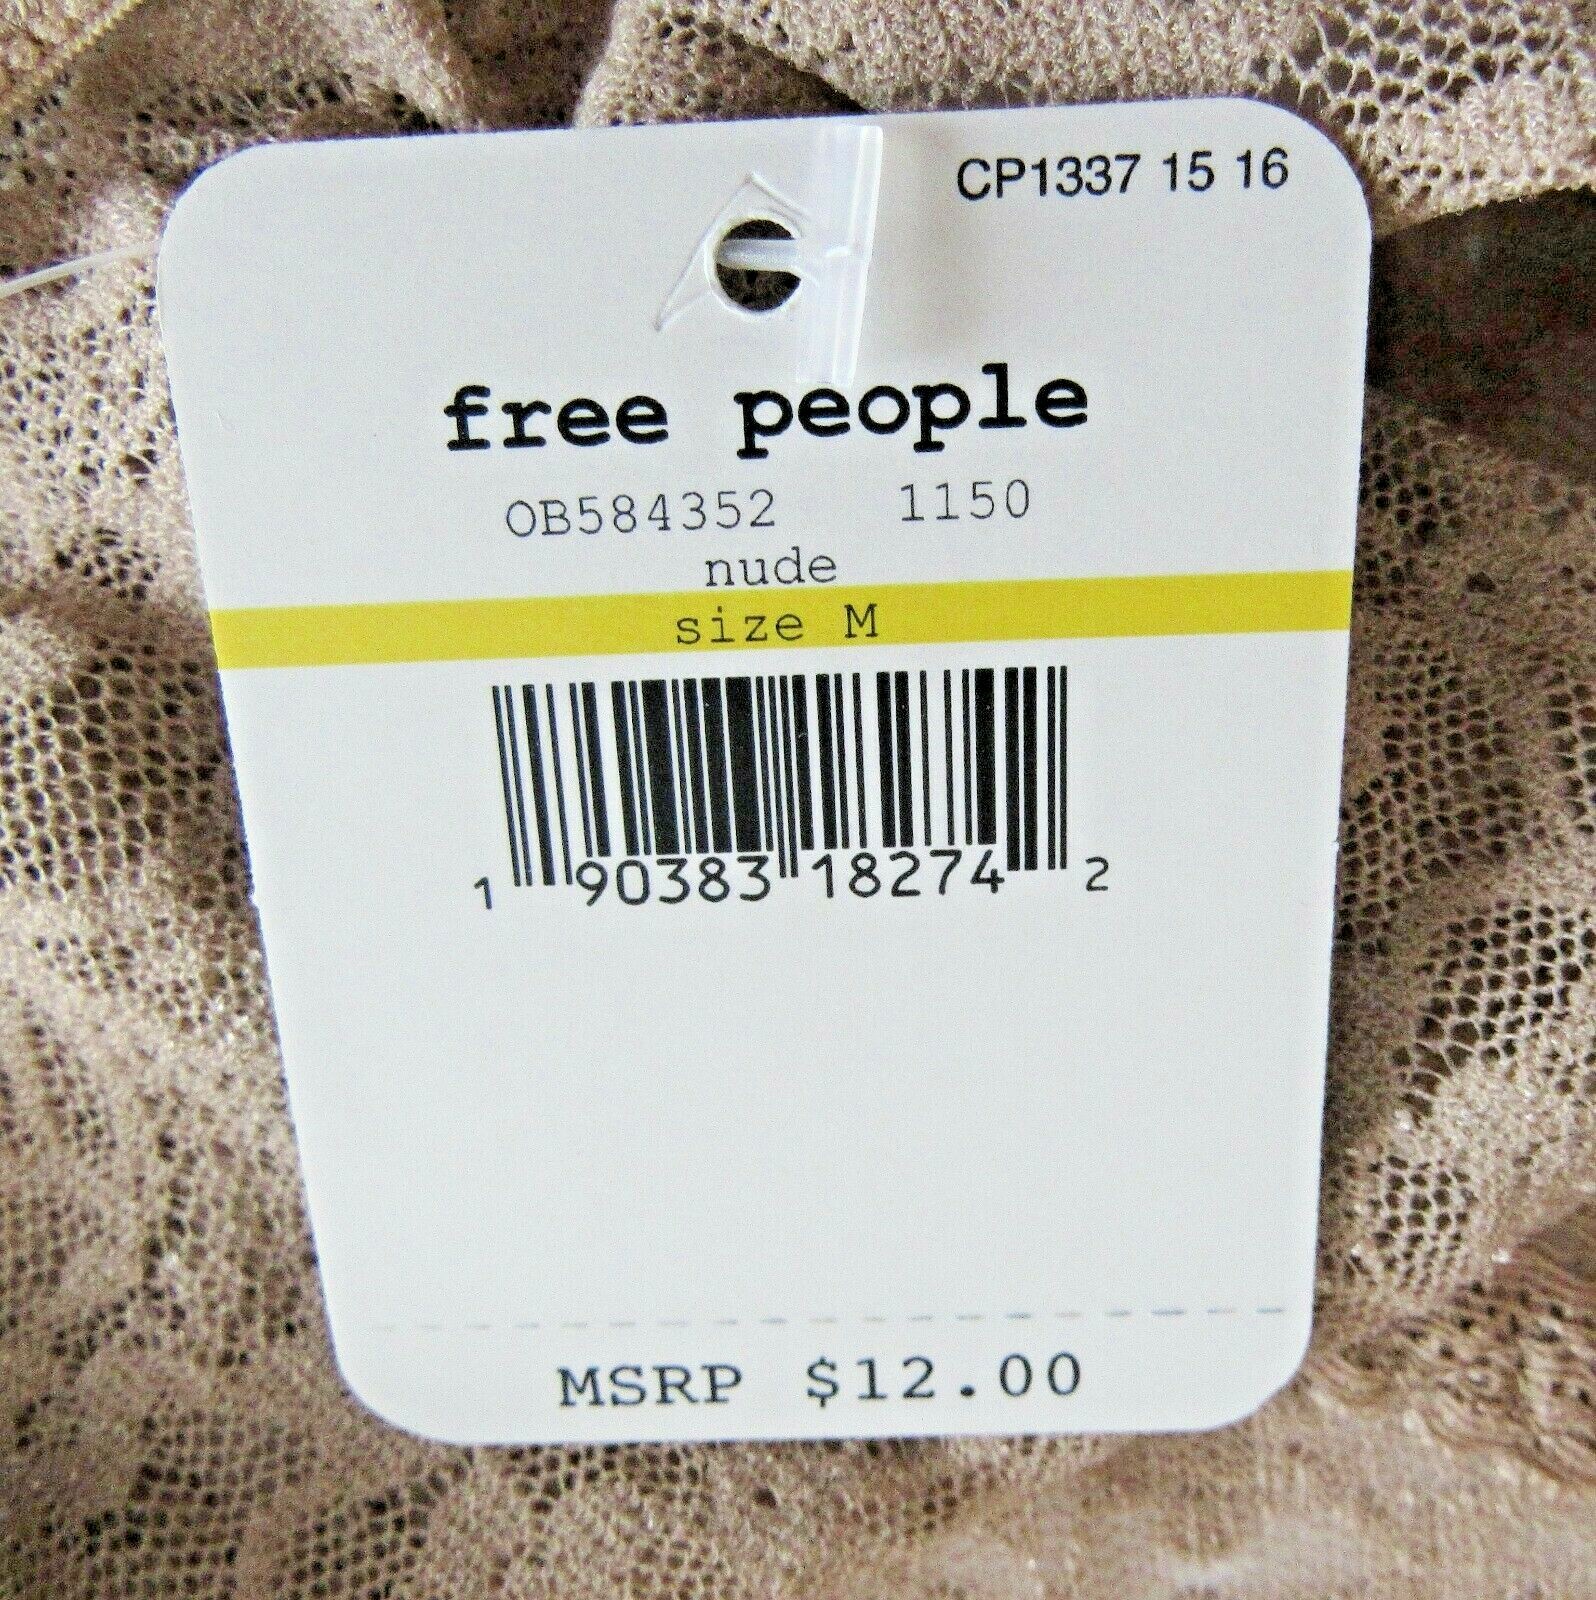 CP1337 15 16
free people
OB584352 1150
nude
size M
1 90383 18274 2
MSRP $12.00